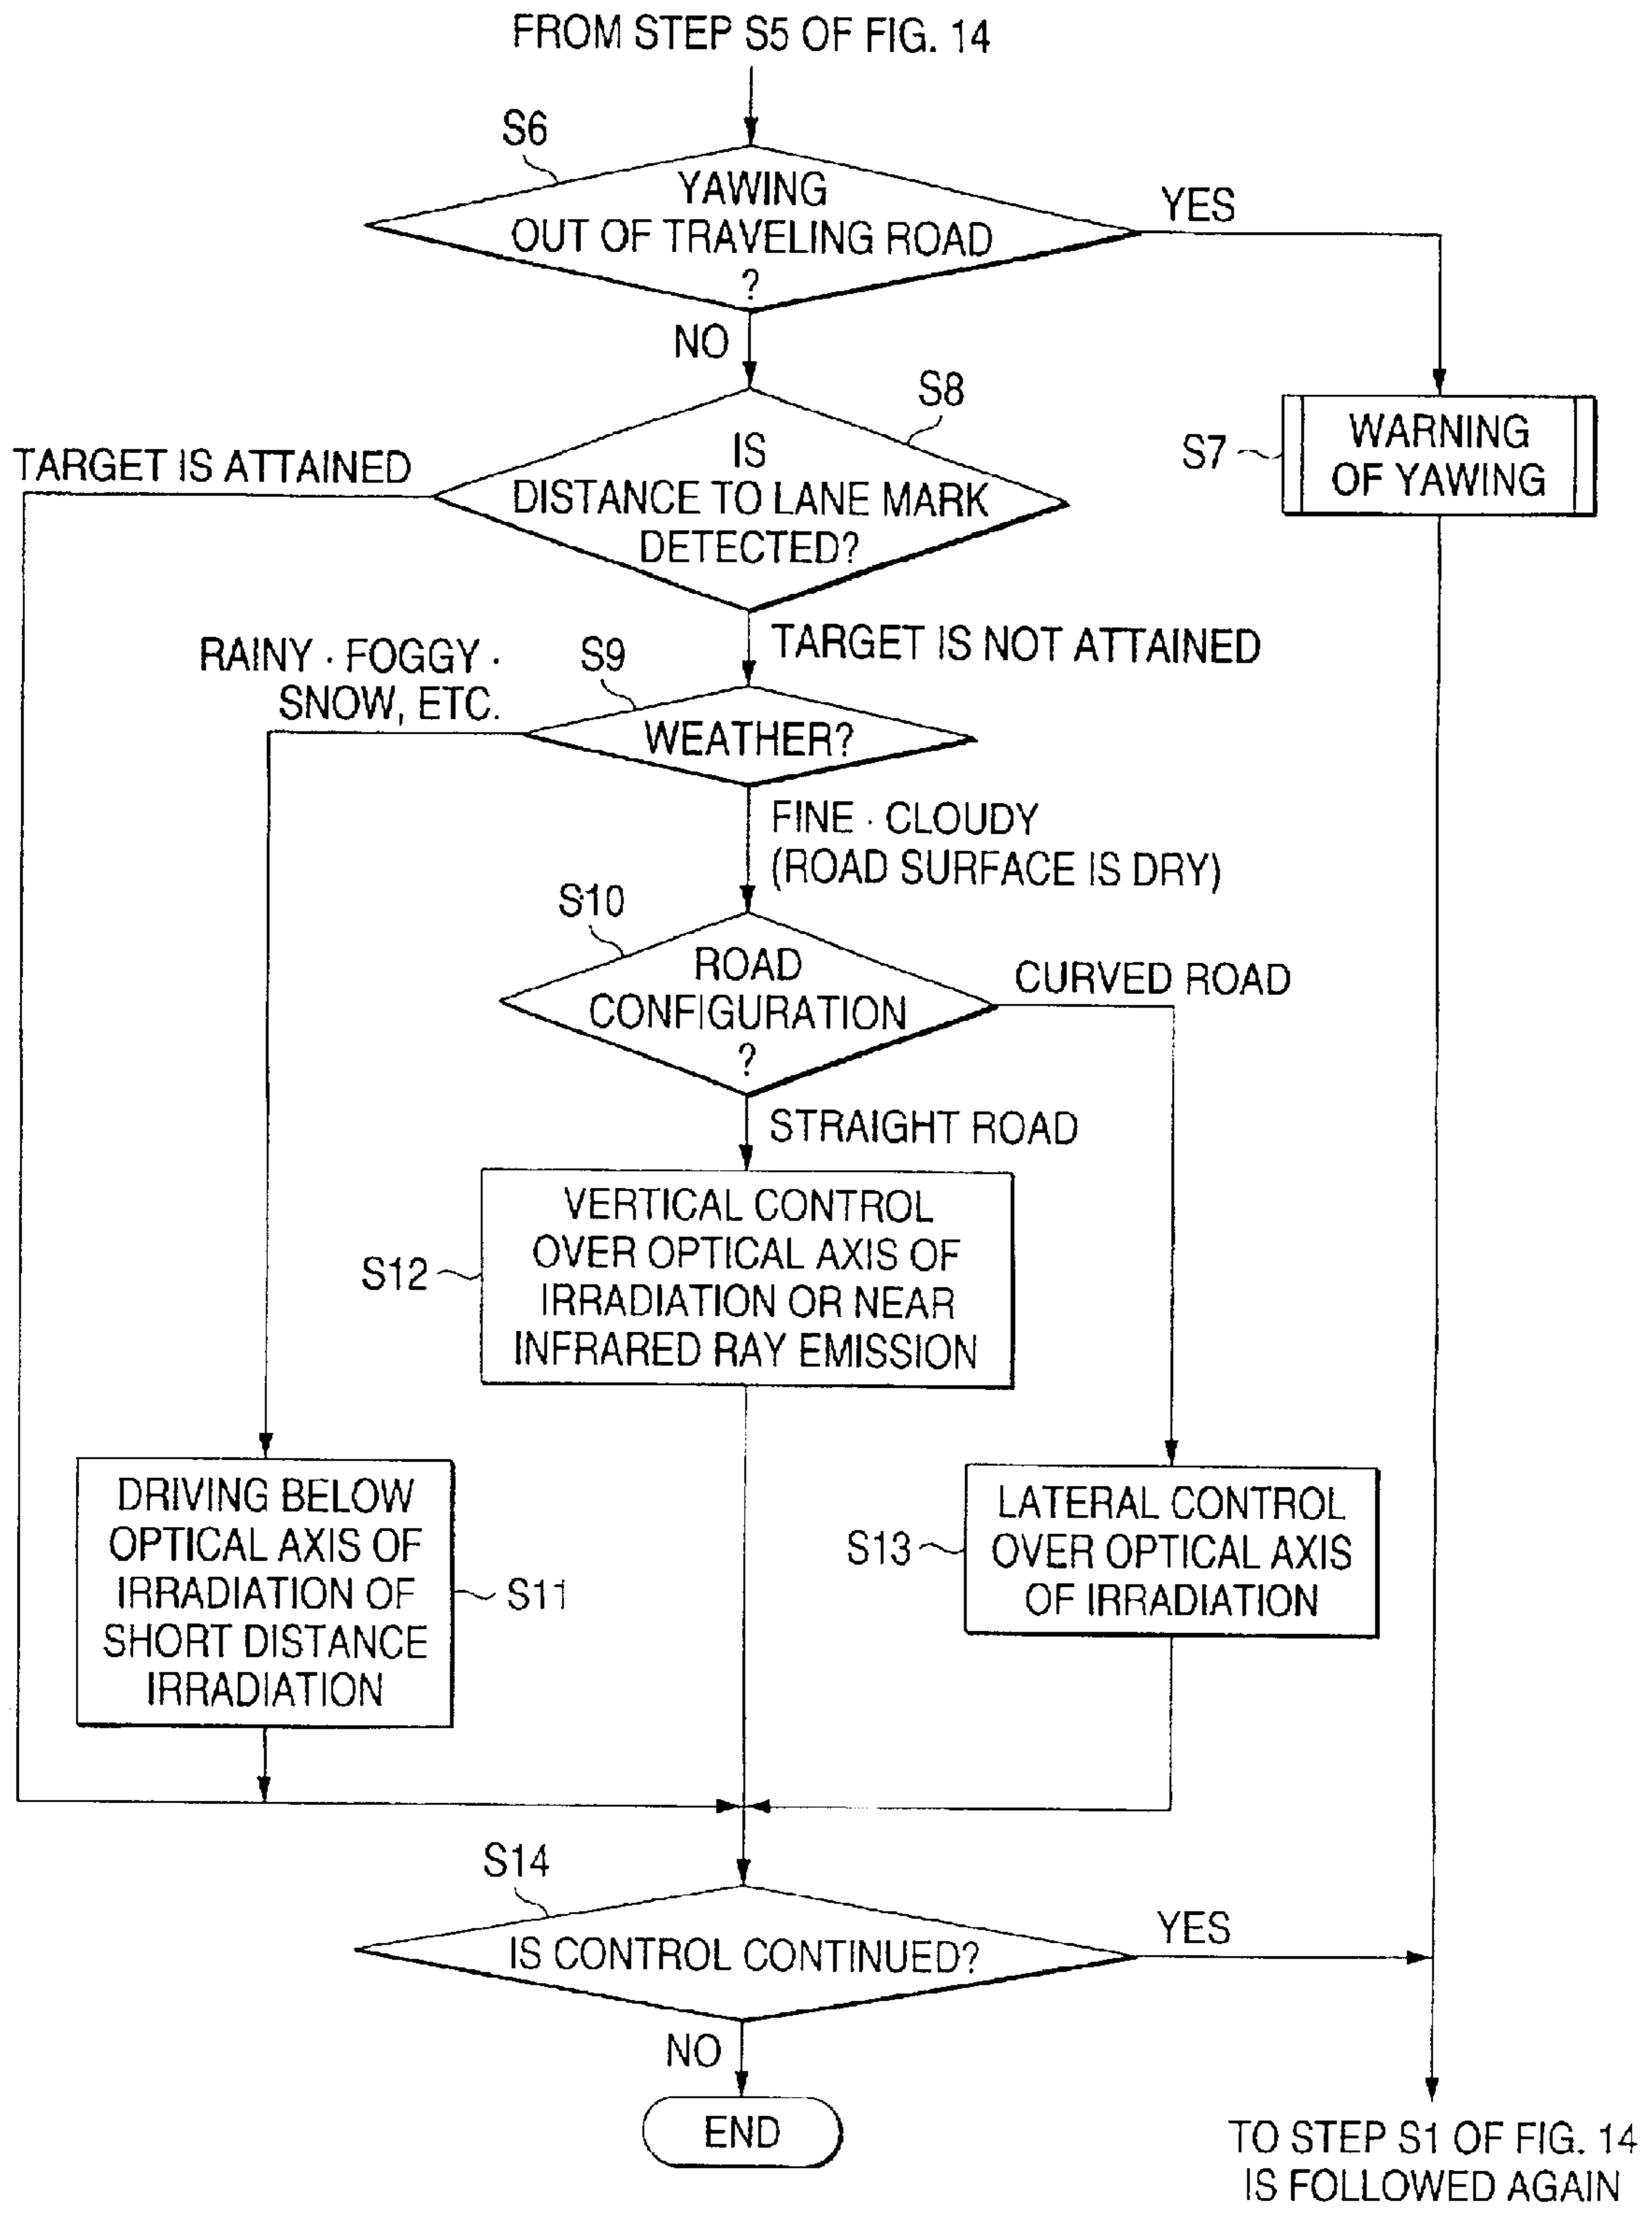 FROM STEP S5 OF FIG. 14
S6
YAWING
OUT OF TRAVELING ROAD
?
YES
NO
S8
IS
DISTANCE TO LANE MARK
DETECTED?
TARGET IS ATTAINED
S7
WARNING
OF YAWING
TARGET IS NOT ATTAINED
RAINY · FOGGY ·
SNOW, ETC.
S9
WEATHER?
FINE · CLOUDY
(ROAD SURFACE IS DRY)
S10
ROAD
CONFIGURATION
?
CURVED ROAD
STRAIGHT ROAD
S12
VERTICAL CONTROL
OVER OPTICAL AXIS OF
IRRADIATION OR NEAR
INFRARED RAY EMISSION
DRIVING BELOW
OPTICAL AXIS OF
IRRADIATION OF
SHORT DISTANCE
IRRADIATION
S11
S13
LATERAL CONTROL
OVER OPTICAL AXIS
OF IRRADIATION
S14
IS CONTROL CONTINUED?
YES
NO
END
TO STEP S1 OF FIG. 14
IS FOLLOWED AGAIN